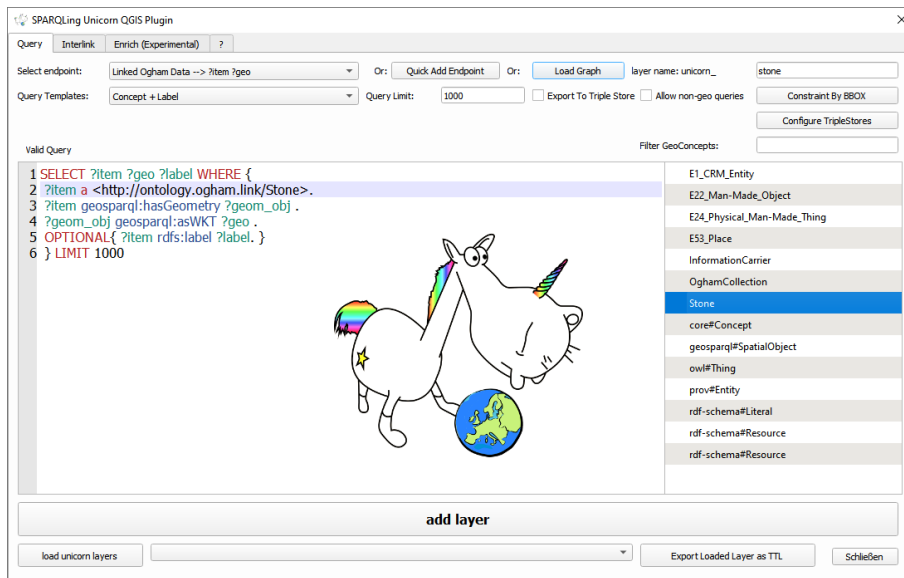 SPARQLing Unicorn QGIS Plugin
Query Interlink Enrich (Experimental) ?
Select endpoint: Linked Ogham Data --> ?item ?geo Or: Quick Add Endpoint Or: Load Graph layer name: unicorn_ stone
Query Templates: Concept + Label Query Limit: 1000 Export To Triple Store Allow non-geo queries Constraint By BBOX
Configure TripleStores
Valid Query Filter GeoConcepts:
1 SELECT ?item ?geo ?label WHERE {
2 ?item a <http://ontology.ogham.link/Stone>.
3 ?item geosparql:hasGeometry ?geom_obj .
4 ?geom_obj geosparql:asWKT ?geo .
5 OPTIONAL{ ?item rdfs:label ?label. }
6 } LIMIT 1000
E1_CRM_Entity
E22_Man-Made_Object
E24_Physical_Man-Made_Thing
E53_Place
InformationCarrier
OghamCollection
Stone
core#Concept
geosparql#SpatialObject
owl#Thing
prov#Entity
rdf-schema#Literal
rdf-schema#Resource
rdf-schema#Resource
add layer
load unicorn layers Export Loaded Layer as TTL Schließen